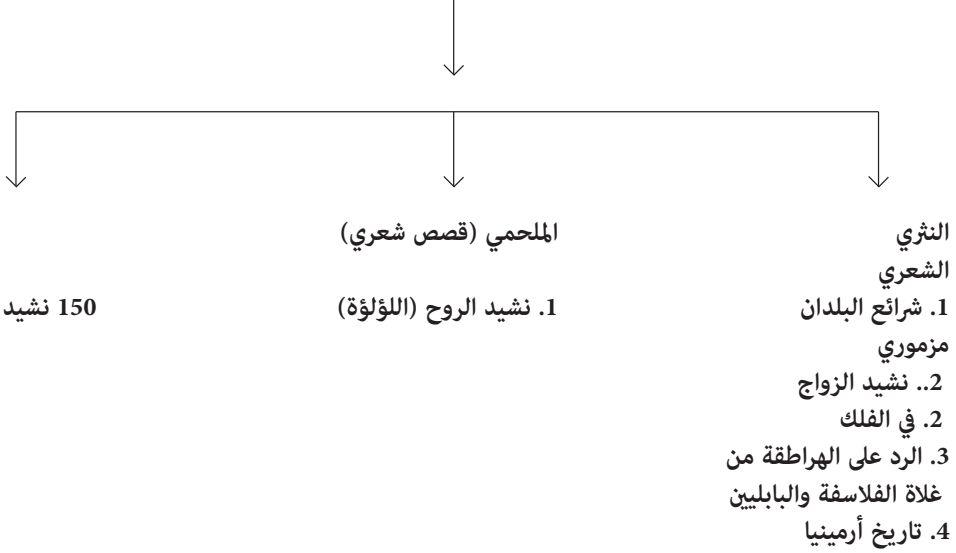 النثري
الملحمي (قصص شعري)
الشعري
1. شرائع البلدان
1. نشيد الروح (اللؤلؤة)
150 نشيد
مزموري
2.. نشيد الزواج
2. في الفلك
3. الرد على الهراطقة من
غلاة الفلاسفة والبابليين
4. تاريخ أرمينيا